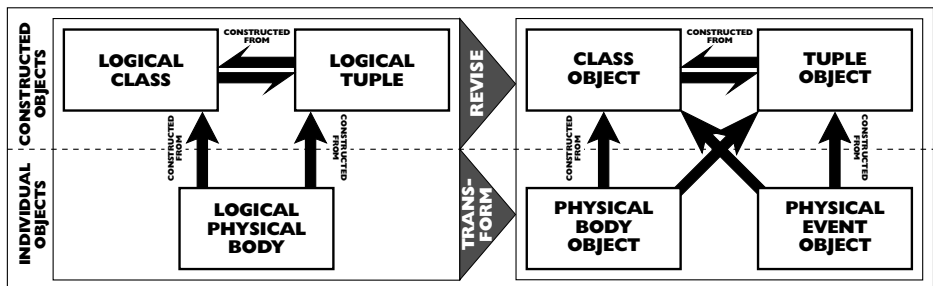 CONSTRUCTED
OBJECTS
INDIVIDUAL
OBJECTS
LOGICAL
CLASS
CONSTRUCTED
FROM
LOGICAL
TUPLE
CONSTRUCTED
FROM
CONSTRUCTED
FROM
LOGICAL
PHYSICAL
BODY
REVISE
TRANS-
FORM
CLASS
OBJECT
CONSTRUCTED
FROM
TUPLE
OBJECT
CONSTRUCTED
FROM
CONSTRUCTED
FROM
PHYSICAL
BODY
OBJECT
PHYSICAL
EVENT
OBJECT